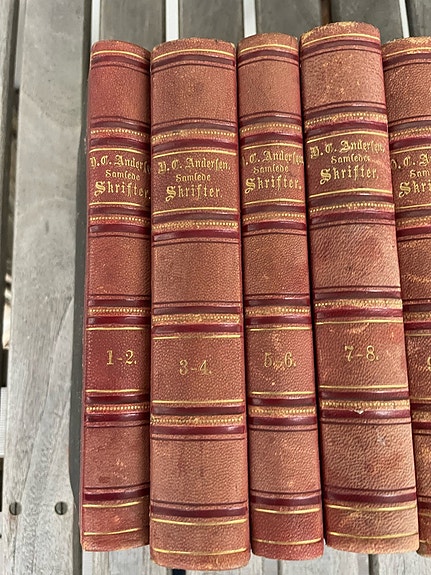 H. C. Andersen.
Samlede
Skrifter.
1-2.
H. C. Andersen.
Samlede
Skrifter.
3-4.
H. C. Andersen.
Samlede
Skrifter.
5-6.
H. C. Andersen.
Samlede
Skrifter.
7-8.